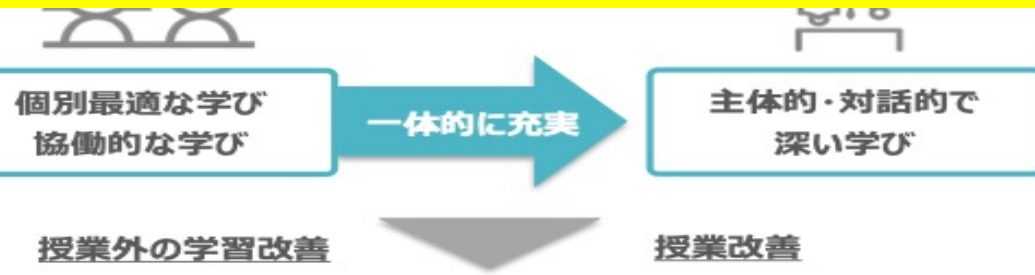 個別最適な学び
協働的な学び
一体的に充実
主体的・対話的で
深い学び
授業外の学習改善
授業改善